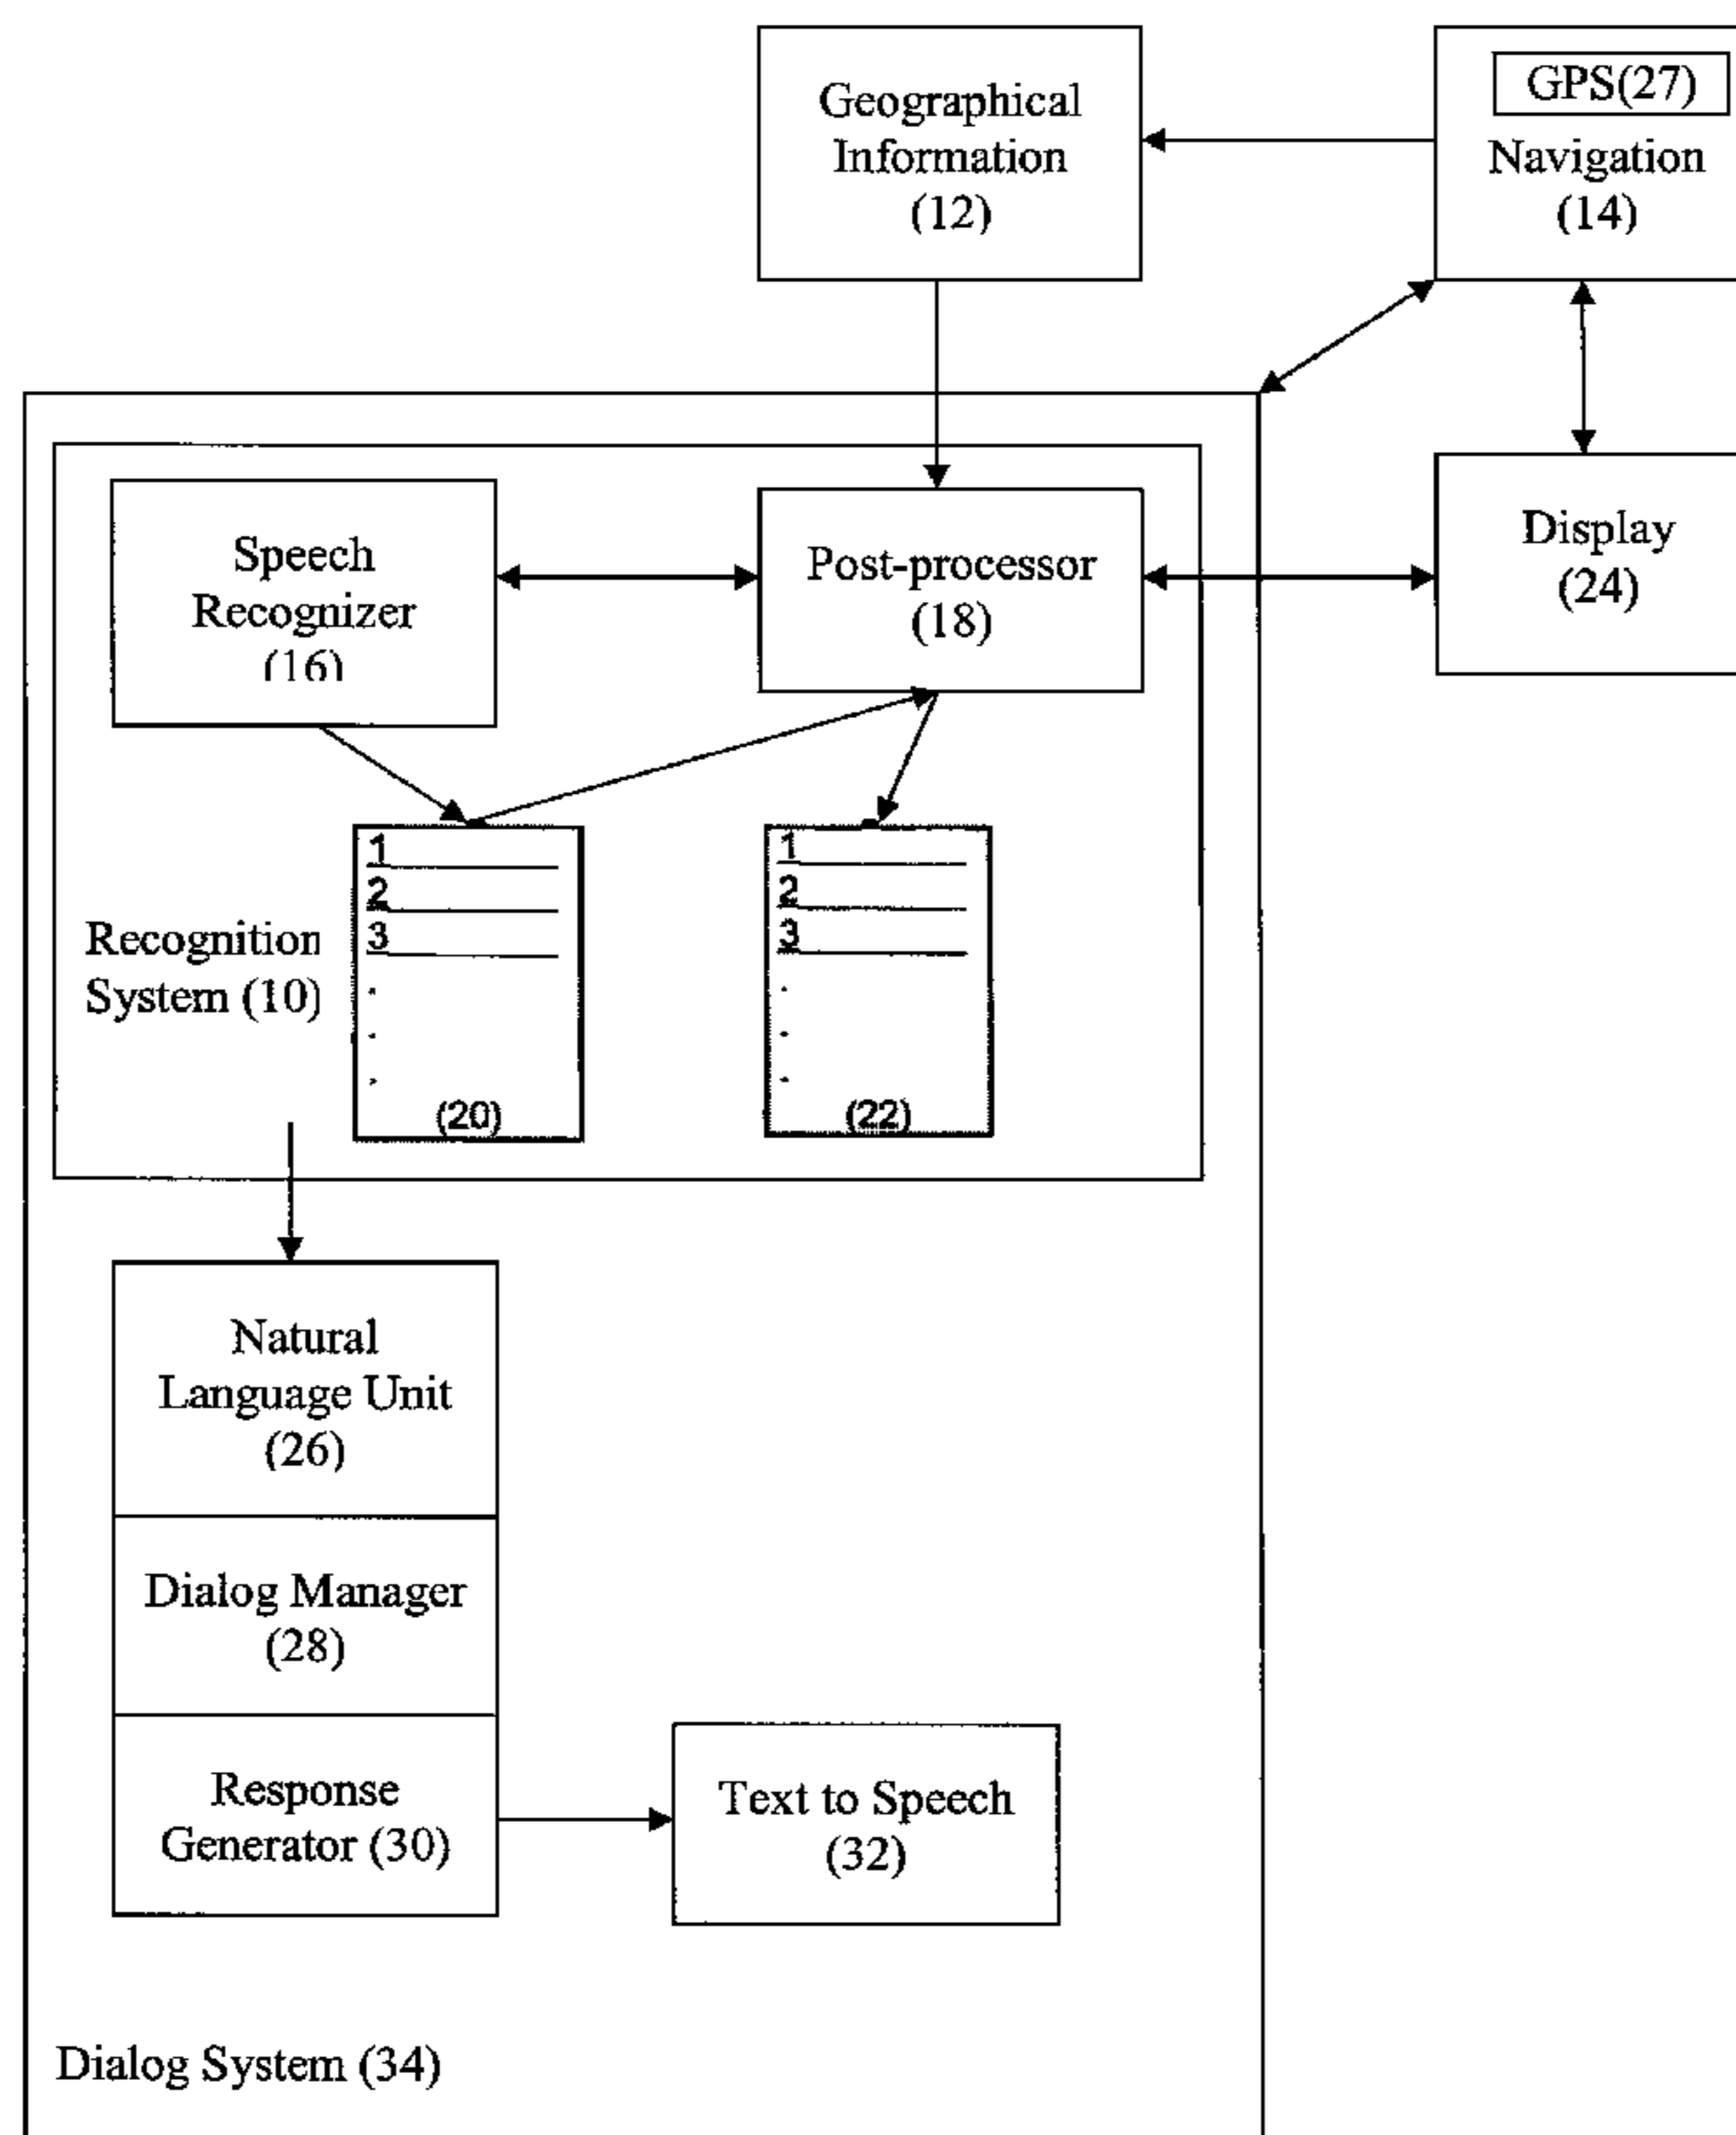 Geographical
Information
(12)
GPS(27)
Navigation
(14)
Speech
Recognizer
(16)
Post-processor
(18)
Display
(24)
1
2
3
.
.
.
(20)
1
2
3
.
.
.
(22)
Recognition
System (10)
Natural
Language Unit
(26)
Dialog Manager
(28)
Response
Generator (30)
Text to Speech
(32)
Dialog System (34)